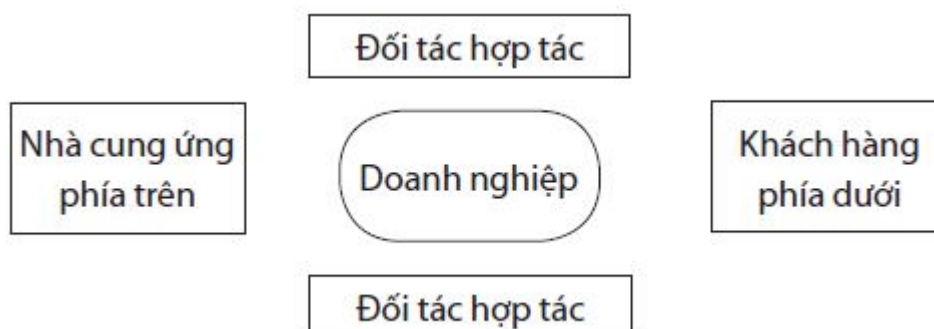 Đối tác hợp tác
Nhà cung ứng
phía trên
Doanh nghiệp
Khách hàng
phía dưới
Đối tác hợp tác